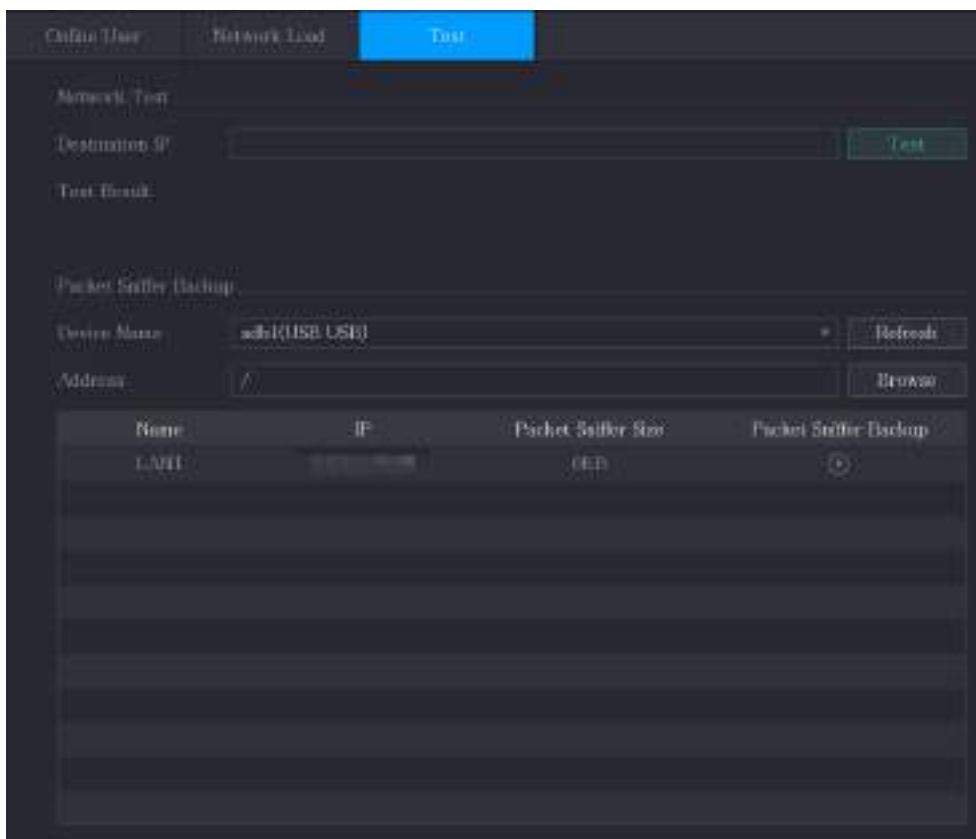 Online User Network Load Test
Network Test
Destination IP Test
Test Result
Packet Sniffer Backup
Device Name sdb1(USB USB) Refresh
Address / Browse
Name IP Packet Sniffer Size Packet Sniffer Backup
LAN1 0KB